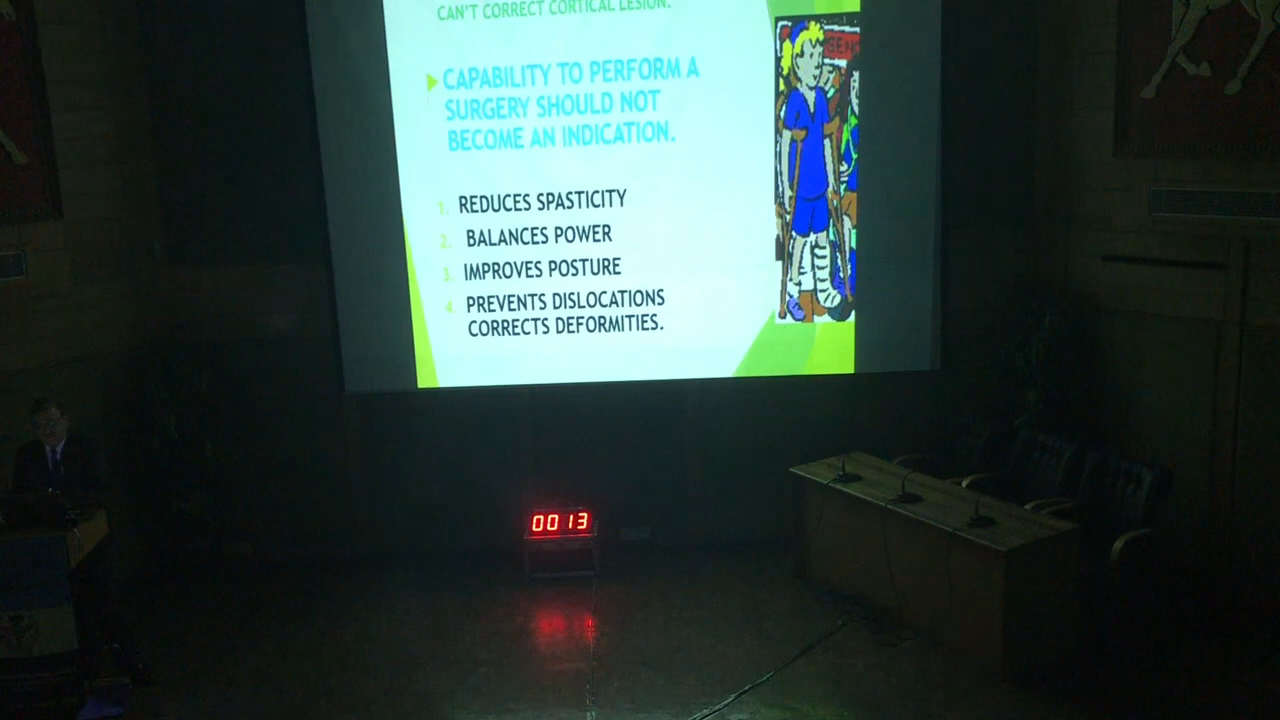 CAN'T CORRECT CORTICAL LESION.
CAPABILITY TO PERFORM A
SURGERY SHOULD NOT
BECOME AN INDICATION.
1. REDUCES SPASTICITY
2. BALANCES POWER
3. IMPROVES POSTURE
4. PREVENTS DISLOCATIONS
CORRECTS DEFORMITIES.
0013